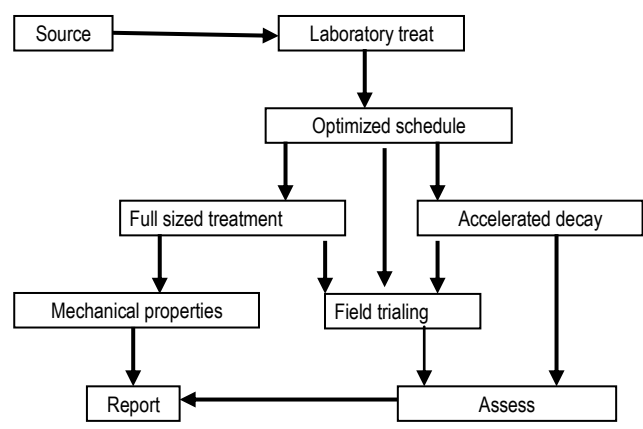 Source
Laboratory treat
Optimized schedule
Full sized treatment
Accelerated decay
Mechanical properties
Field trialing
Report
Assess